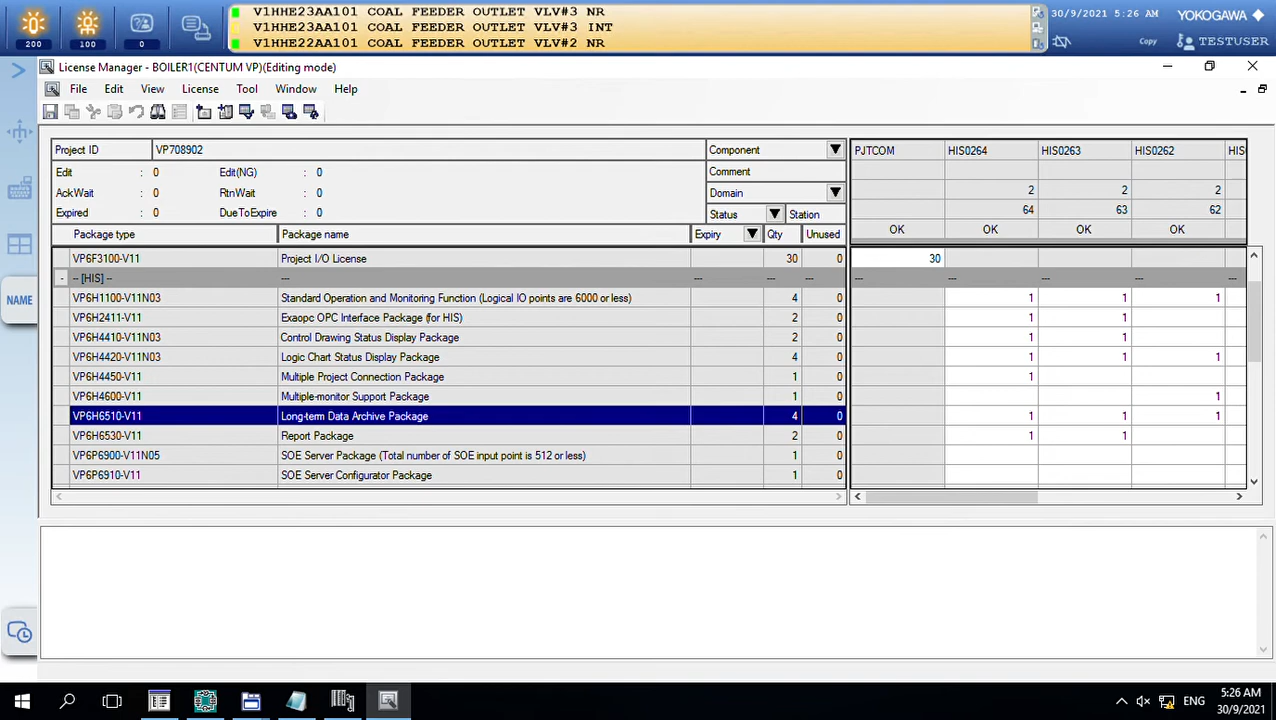 200
100
0
V1HHE23AA101 COAL FEEDER OUTLET VLV#3 NR
V1HHE23AA101 COAL FEEDER OUTLET VLV#3 INT
V1HHE22AA101 COAL FEEDER OUTLET VLV#2 NR
30/9/2021 5:26 AM YOKOGAWA
Copy TESTUSER
License Manager - BOILER1(CENTUM VP)(Editing mode)
File Edit View License Tool Window Help
Project ID VP708902 Component PJTCOM HIS0264 HIS0263 HIS0262 HIS
Edit : 0 Edit(NG) : 0 Comment
AckWait : 0 RtnWait : 0 Domain 2 2 2
Expired : 0 DueToExpire : 0 Status Station 64 63 62
OK OK OK OK
Package type Package name Expiry Qty Unused
VP6F3100-V11 Project I/O License 30 0 30
- -- [HIS] -- --- --- --- --- --- --- --- ---
VP6H1100-V11N03 Standard Operation and Monitoring Function (Logical IO points are 6000 or less) 4 0 1 1 1
VP6H2411-V11 Exaopc OPC Interface Package (for HIS) 2 0 1 1
VP6H4410-V11N03 Control Drawing Status Display Package 2 0 1 1
VP6H4420-V11N03 Logic Chart Status Display Package 4 0 1 1 1
VP6H4450-V11 Multiple Project Connection Package 1 0 1
VP6H4600-V11 Multiple-monitor Support Package 1 0 1
VP6H6510-V11 Long-term Data Archive Package 4 0 1 1 1
VP6H6530-V11 Report Package 2 0 1 1
VP6P6900-V11N05 SOE Server Package (Total number of SOE input point is 512 or less) 1 0
VP6P6910-V11 SOE Server Configurator Package 1 0
NAME
ENG
5:26 AM
30/9/2021